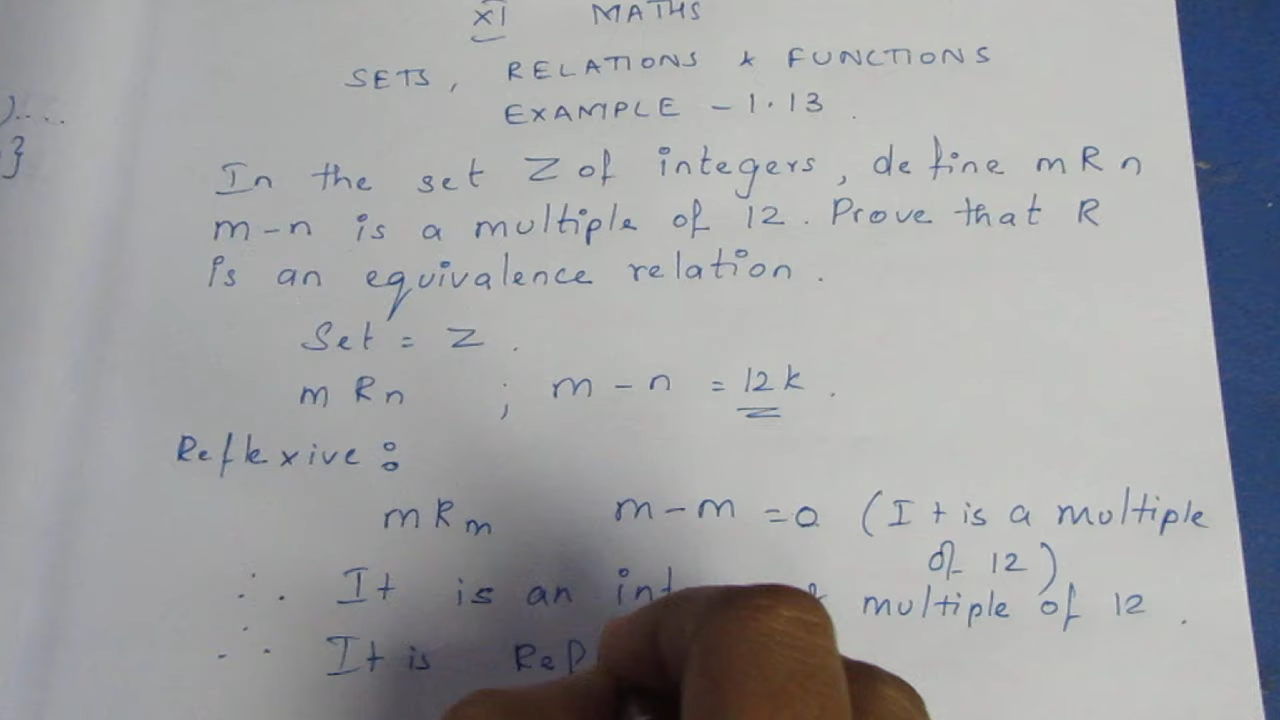 XI MATHS
SETS, RELATIONS & FUNCTIONS
EXAMPLE - 1.13
)....
}
In the set Z of integers, define mRn
m-n is a multiple of 12. Prove that R
is an equivalence relation.
Set = Z.
mRn ; m-n = 12k.
Reflexive:
mRm m-m=0 (It is a multiple
of 12)
∴ It is an multiple of 12.
∴ It is